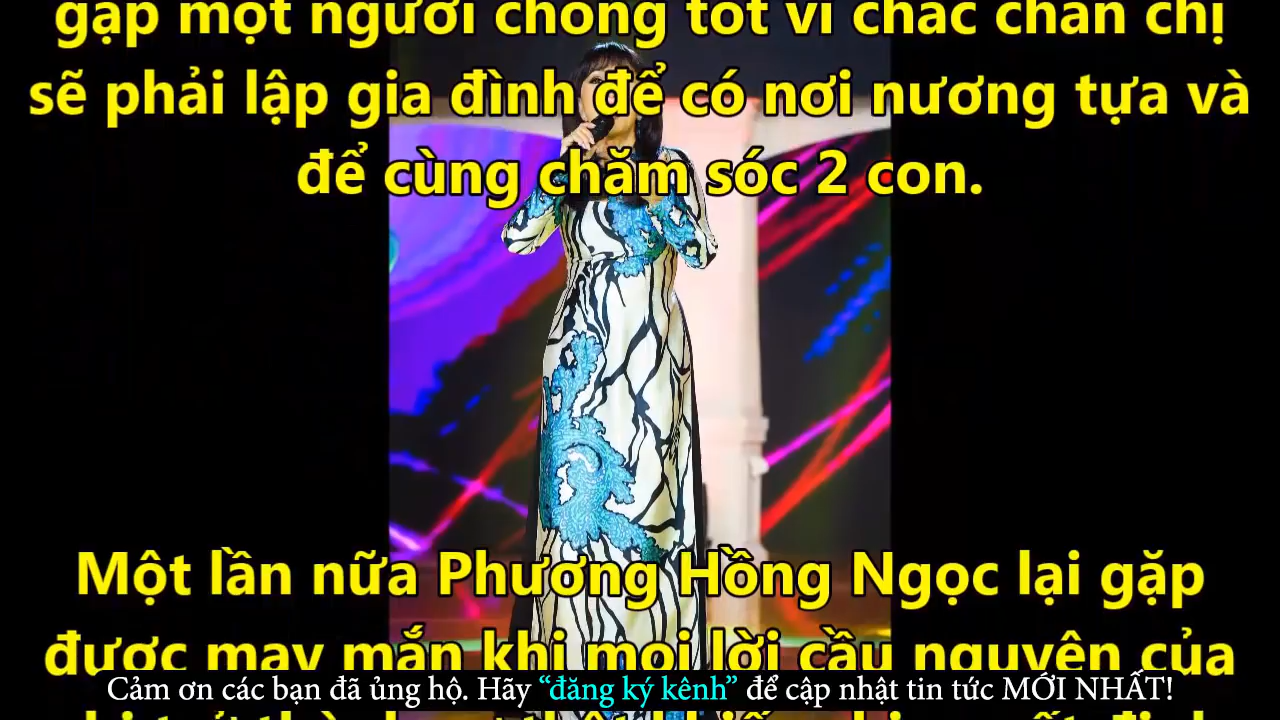 gặp một người chồng tốt vì chắc chắn chị
sẽ phải lập gia đình để có nơi nương tựa và
để cùng chăm sóc 2 con.
Một lần nữa Phương Hồng Ngọc lại gặp
được may mắn khi mọi lời cầu nguyện của
Cảm ơn các bạn đã ủng hộ. Hãy “đăng ký kênh” để cập nhật tin tức MỚI NHẤT!